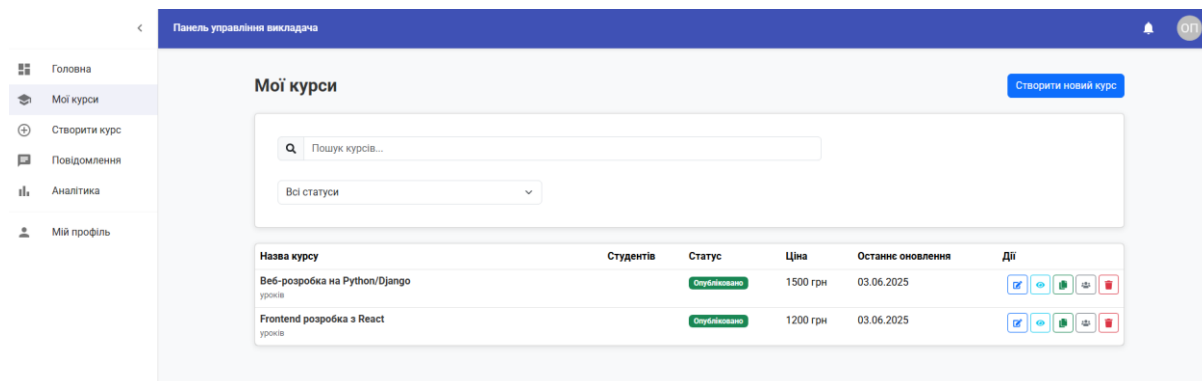 Панель управління викладача
ОП
Головна
Мої курси
Створити курс
Повідомлення
Аналітика
Мій профіль
Мої курси
Створити новий курс
Пошук курсів...
Всі статуси
Назва курсу Студентів Статус Ціна Останнє оновлення Дії
Веб-розробка на Python/Django Опубліковано 1500 грн 03.06.2025
уроків
Frontend розробка з React Опубліковано 1200 грн 03.06.2025
уроків